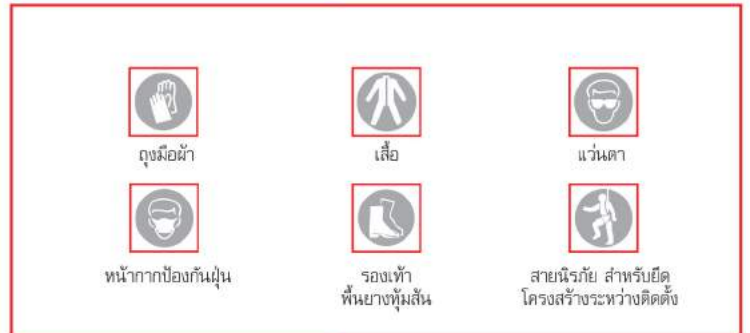 ถุงมือผ้า
เสื้อ
แว่นตา
หน้ากากป้องกันฝุ่น
รองเท้า
พื้นยางหุ้มส้น
สายนิรภัย สำหรับยึด
โครงสร้างระหว่างติดตั้ง